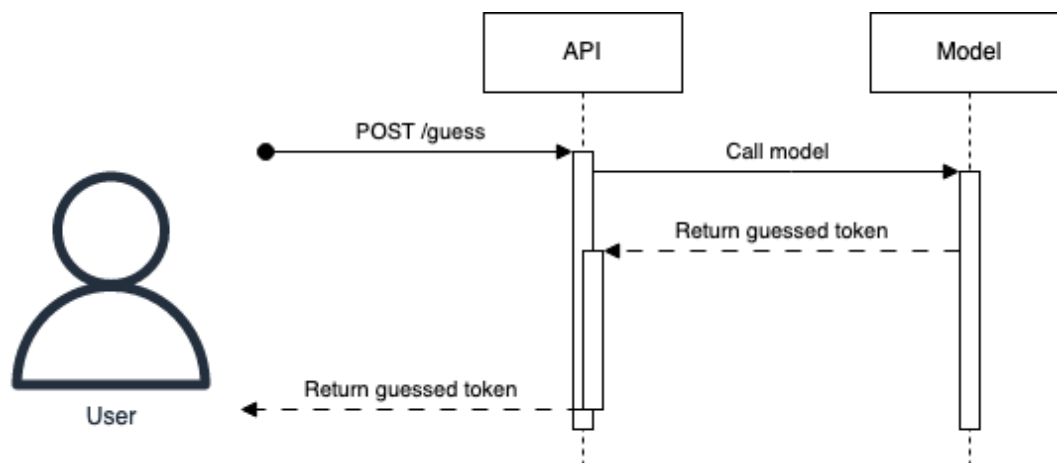 API
Model
POST /guess
Call model
Return guessed token
Return guessed token
User